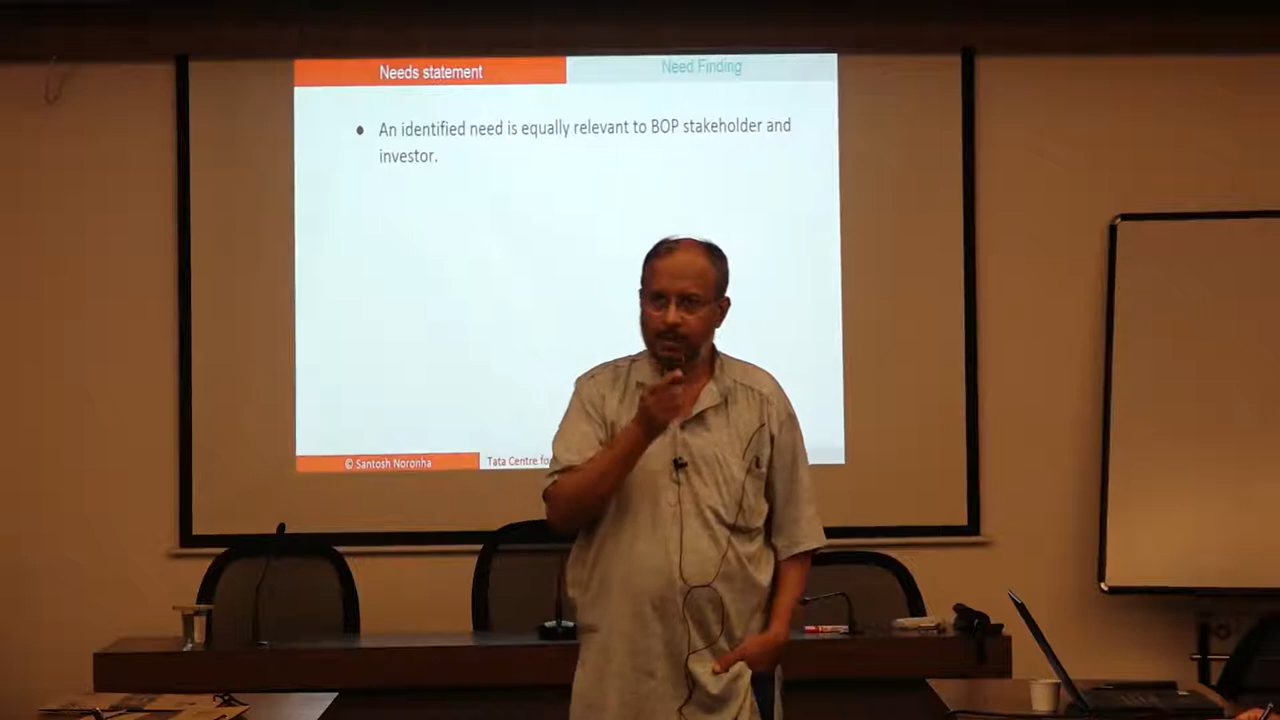 Needs statement
Need Finding
An identified need is equally relevant to BOP stakeholder and
investor.
© Santosh Noronha
Tata Centre for